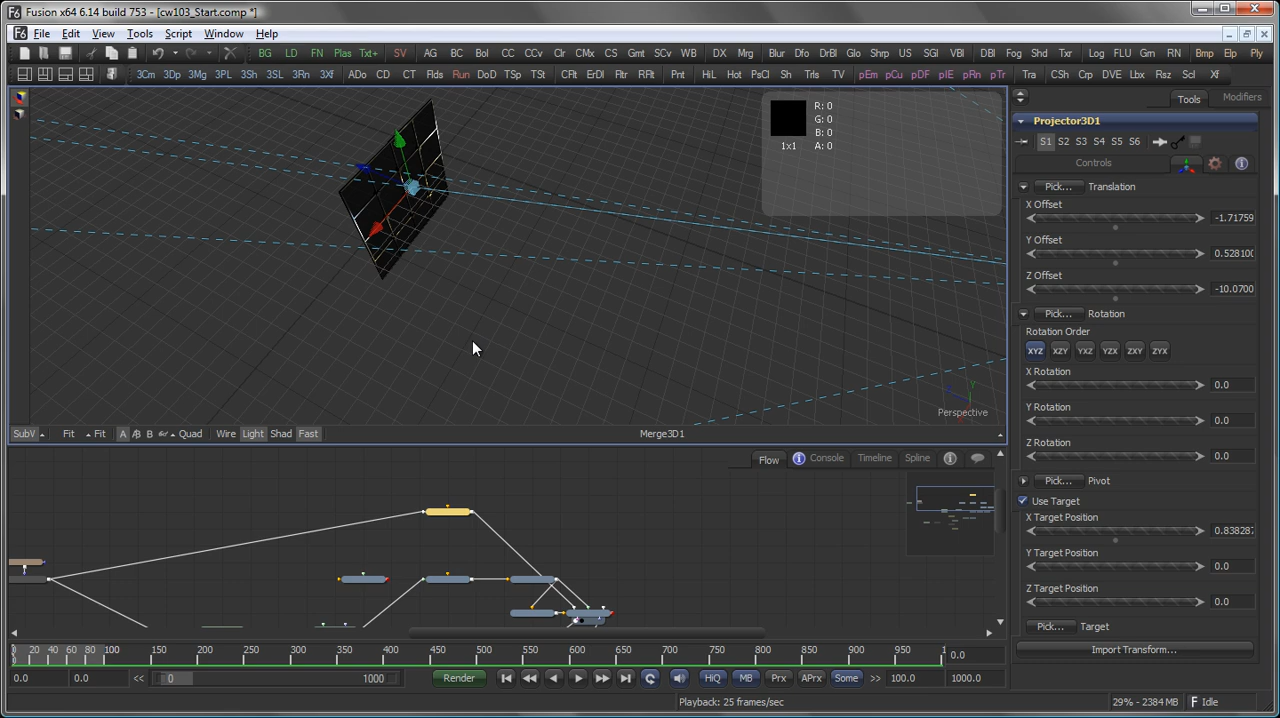 Fusion x64 6.14 build 753 - [cw103_Start.comp *]
File Edit View Tools Script Window Help
BG LD FN Plas Txt+ SV AG BC Bol CC CCv Clr CMx CS Gmt SCv WB DX Mrg Blur Dfo DrBl Glo Shrp US SGl VBl DBl Fog Shd Txr Log FLU Gm RN Bmp Elp Ply
3Cm 3Dp 3Mg 3PL 3Sh 3SL 3Rn 3Xf ADo CD CT Flds Run DoD TSp TSt CFlt ErDl Fltr RFlt Pnt HiL Hot PsCl Sh Trls TV pEm pCu pDF pIE pRn pTr Tra CSh Crp DVE Lbx Rsz Scl Xf
R: 0
G: 0
B: 0
1x1 A: 0
Perspective
SubV Fit Fit A B Quad Wire Light Shad Fast Merge3D1
Flow Console Timeline Spline
Tools Modifiers
Projector3D1
S1 S2 S3 S4 S5 S6
Controls
Pick... Translation
X Offset
-1.71759
Y Offset
0.528100
Z Offset
-10.0700
Pick... Rotation
Rotation Order
XYZ XZY YXZ YZX ZXY ZYX
X Rotation
0.0
Y Rotation
0.0
Z Rotation
0.0
Pick... Pivot
Use Target
X Target Position
0.838287
Y Target Position
0.0
Z Target Position
0.0
Pick... Target
Import Transform...
0 20 40 60 80 100 150 200 250 300 350 400 450 500 550 600 650 700 750 800 850 900 950 1 0.0
0.0 0.0 << 0 1000 Render HiQ MB Prx APrx Some >> 100.0 1000.0
Playback: 25 frames/sec 29% - 2384 MB Idle